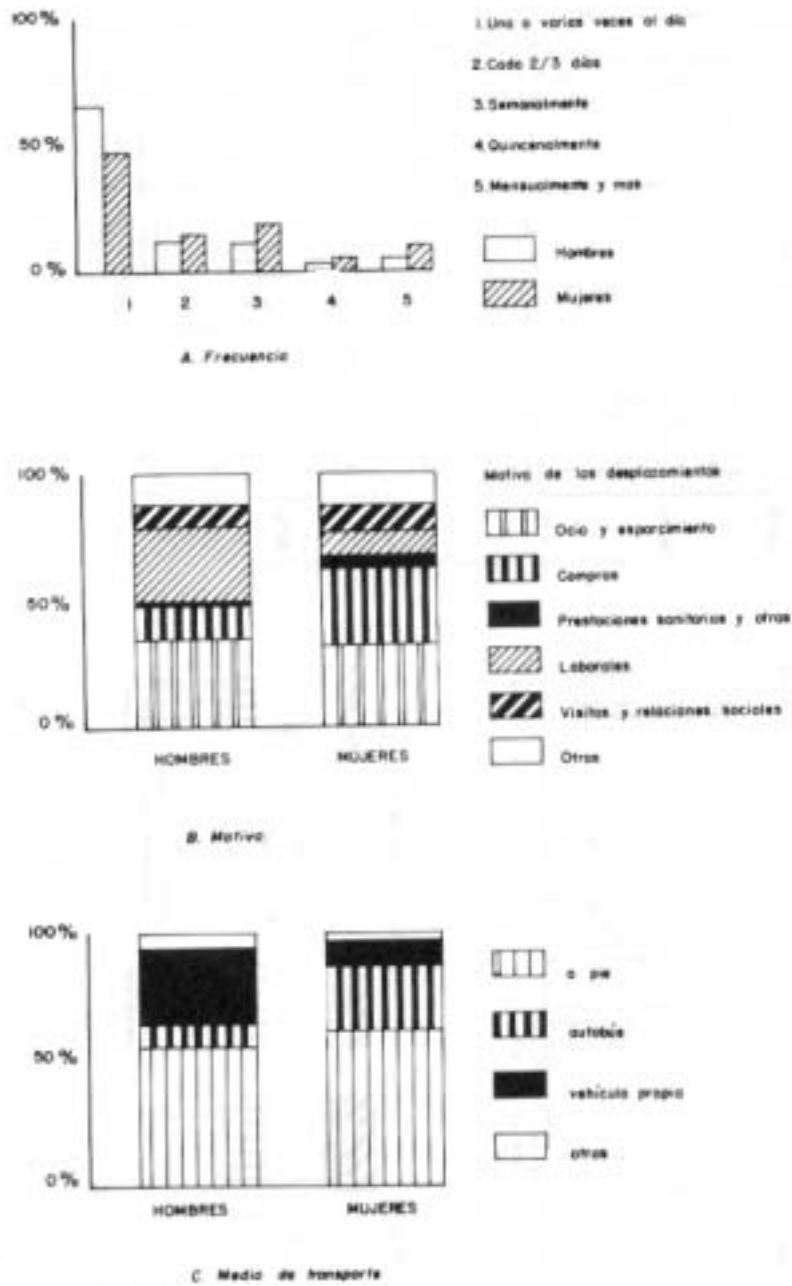 100%
50%
0%
1
2
3
4
5
1. Una o varias veces al día
2. Cada 2/3 días
3. Semanalmente
4. Quincenalmente
5. Mensualmente y mas
Hombres
Mujeres
A. Frecuencia
100%
50%
0%
HOMBRES
MUJERES
Motivo de los desplazamientos
Ocio y esparcimiento
Compras
Prestaciones sanitarias y otras
Laborales
Visitas y relaciones sociales
Otros
B. Motivo
100%
50%
0%
HOMBRES
MUJERES
a pie
autobús
vehículo propio
otros
C. Medio de transporte